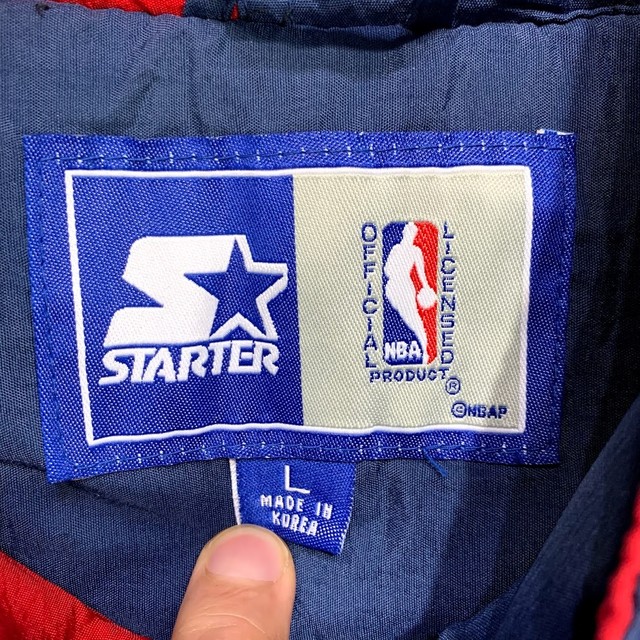 STARTER
OFFICIAL
LICENSED
NBA
PRODUCT®
©NBAP
L
MADE IN
KOREA